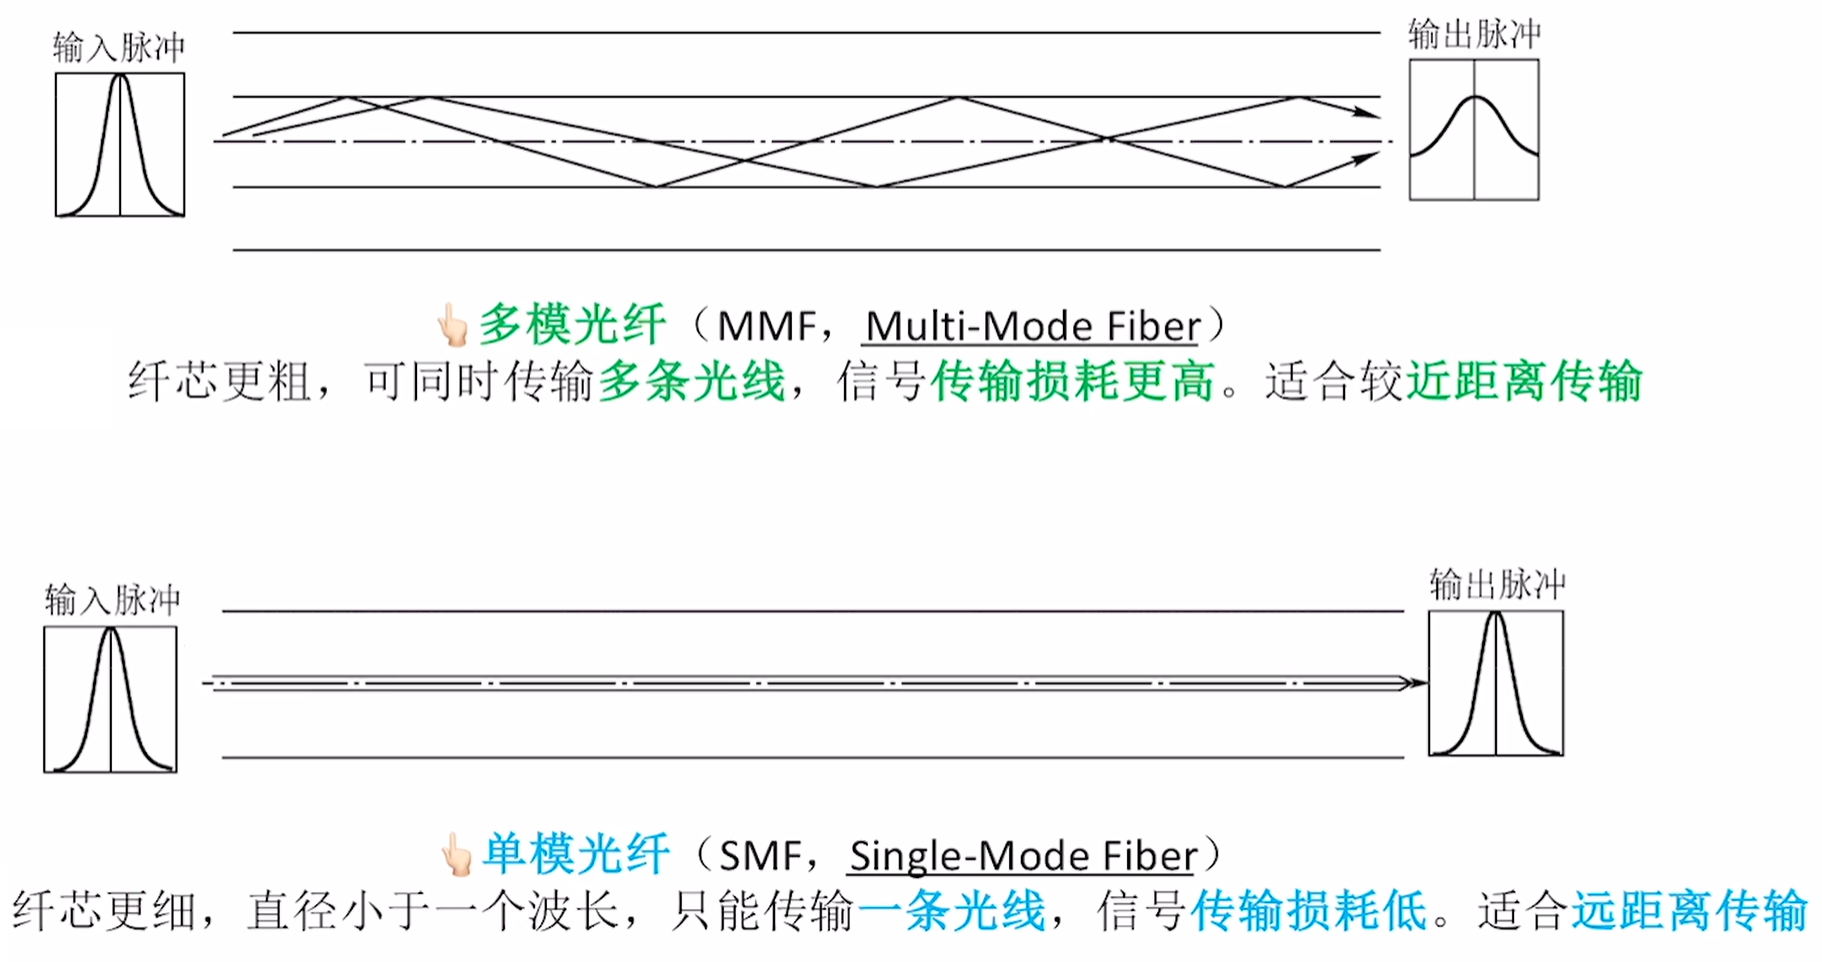 输入脉冲
输出脉冲
👆🏻多模光纤（MMF，Multi-Mode Fiber）
纤芯更粗，可同时传输多条光线，信号传输损耗更高。适合较近距离传输
输入脉冲
输出脉冲
👆🏻单模光纤（SMF，Single-Mode Fiber）
纤芯更细，直径小于一个波长，只能传输一条光线，信号传输损耗低。适合远距离传输